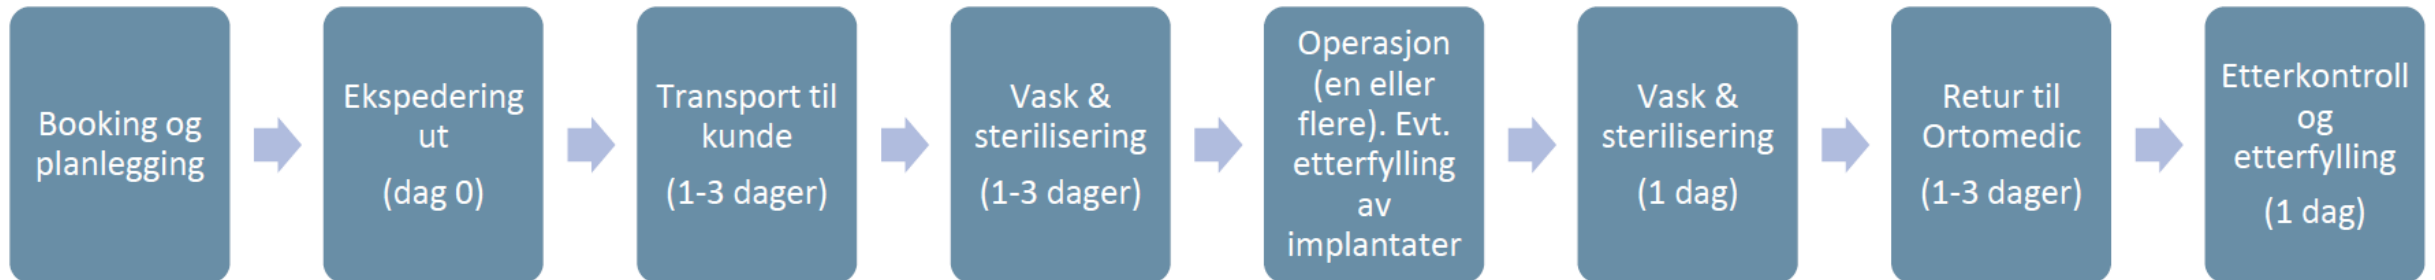 Booking og
planlegging
Ekspedering
ut
(dag 0)
Transport til
kunde
(1-3 dager)
Vask &
sterilisering
(1-3 dager)
Operasjon
(en eller
flere). Evt.
etterfylling
av
implantater
Vask &
sterilisering
(1 dag)
Retur til
Ortomedic
(1-3 dager)
Etterkontroll
og
etterfylling
(1 dag)